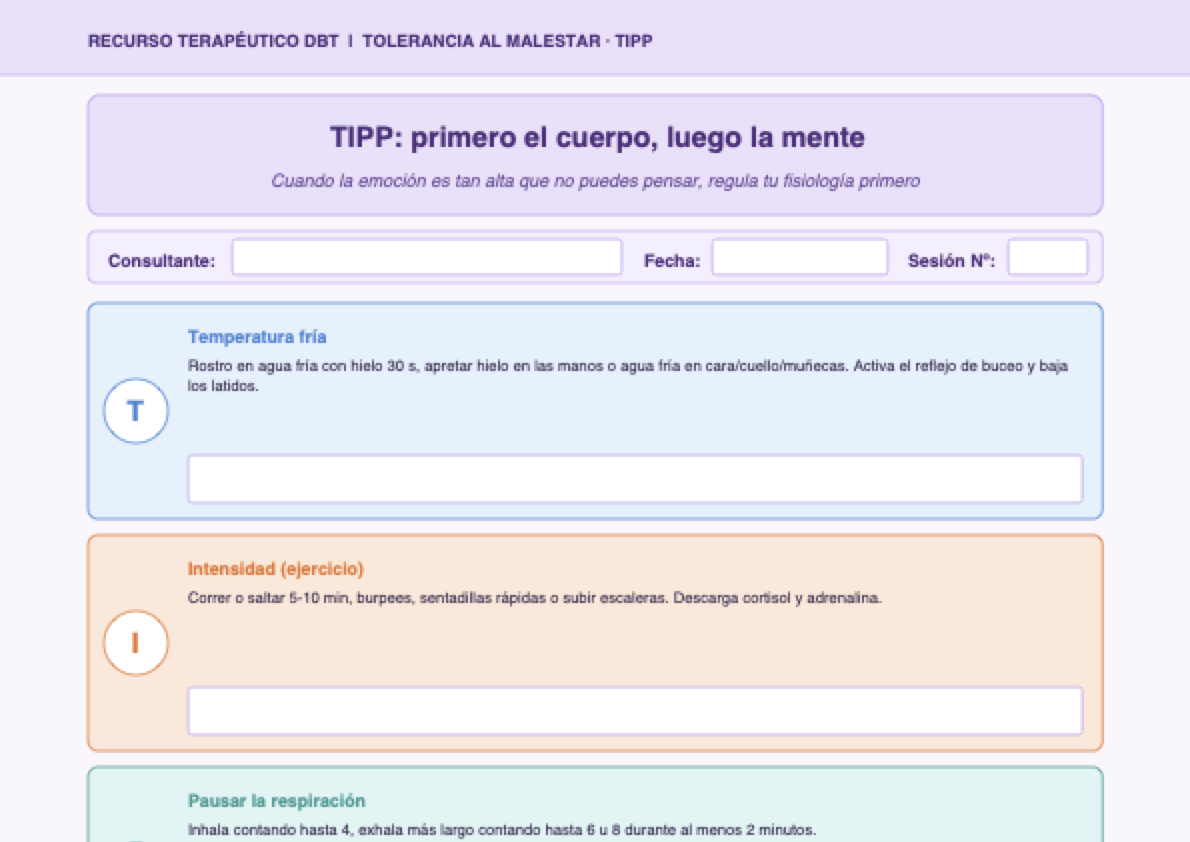 RECURSO TERAPÉUTICO DBT | TOLERANCIA AL MALESTAR · TIPP
TIPP: primero el cuerpo, luego la mente
Cuando la emoción es tan alta que no puedes pensar, regula tu fisiología primero
Consultante: Fecha: Sesión Nº:
Temperatura fría
Rostro en agua fría con hielo 30 s, apretar hielo en las manos o agua fría en cara/cuello/muñecas. Activa el reflejo de buceo y baja
los latidos.
T
Intensidad (ejercicio)
Correr o saltar 5-10 min, burpees, sentadillas rápidas o subir escaleras. Descarga cortisol y adrenalina.
I
Pausar la respiración
Inhala contando hasta 4, exhala más largo contando hasta 6 u 8 durante al menos 2 minutos.